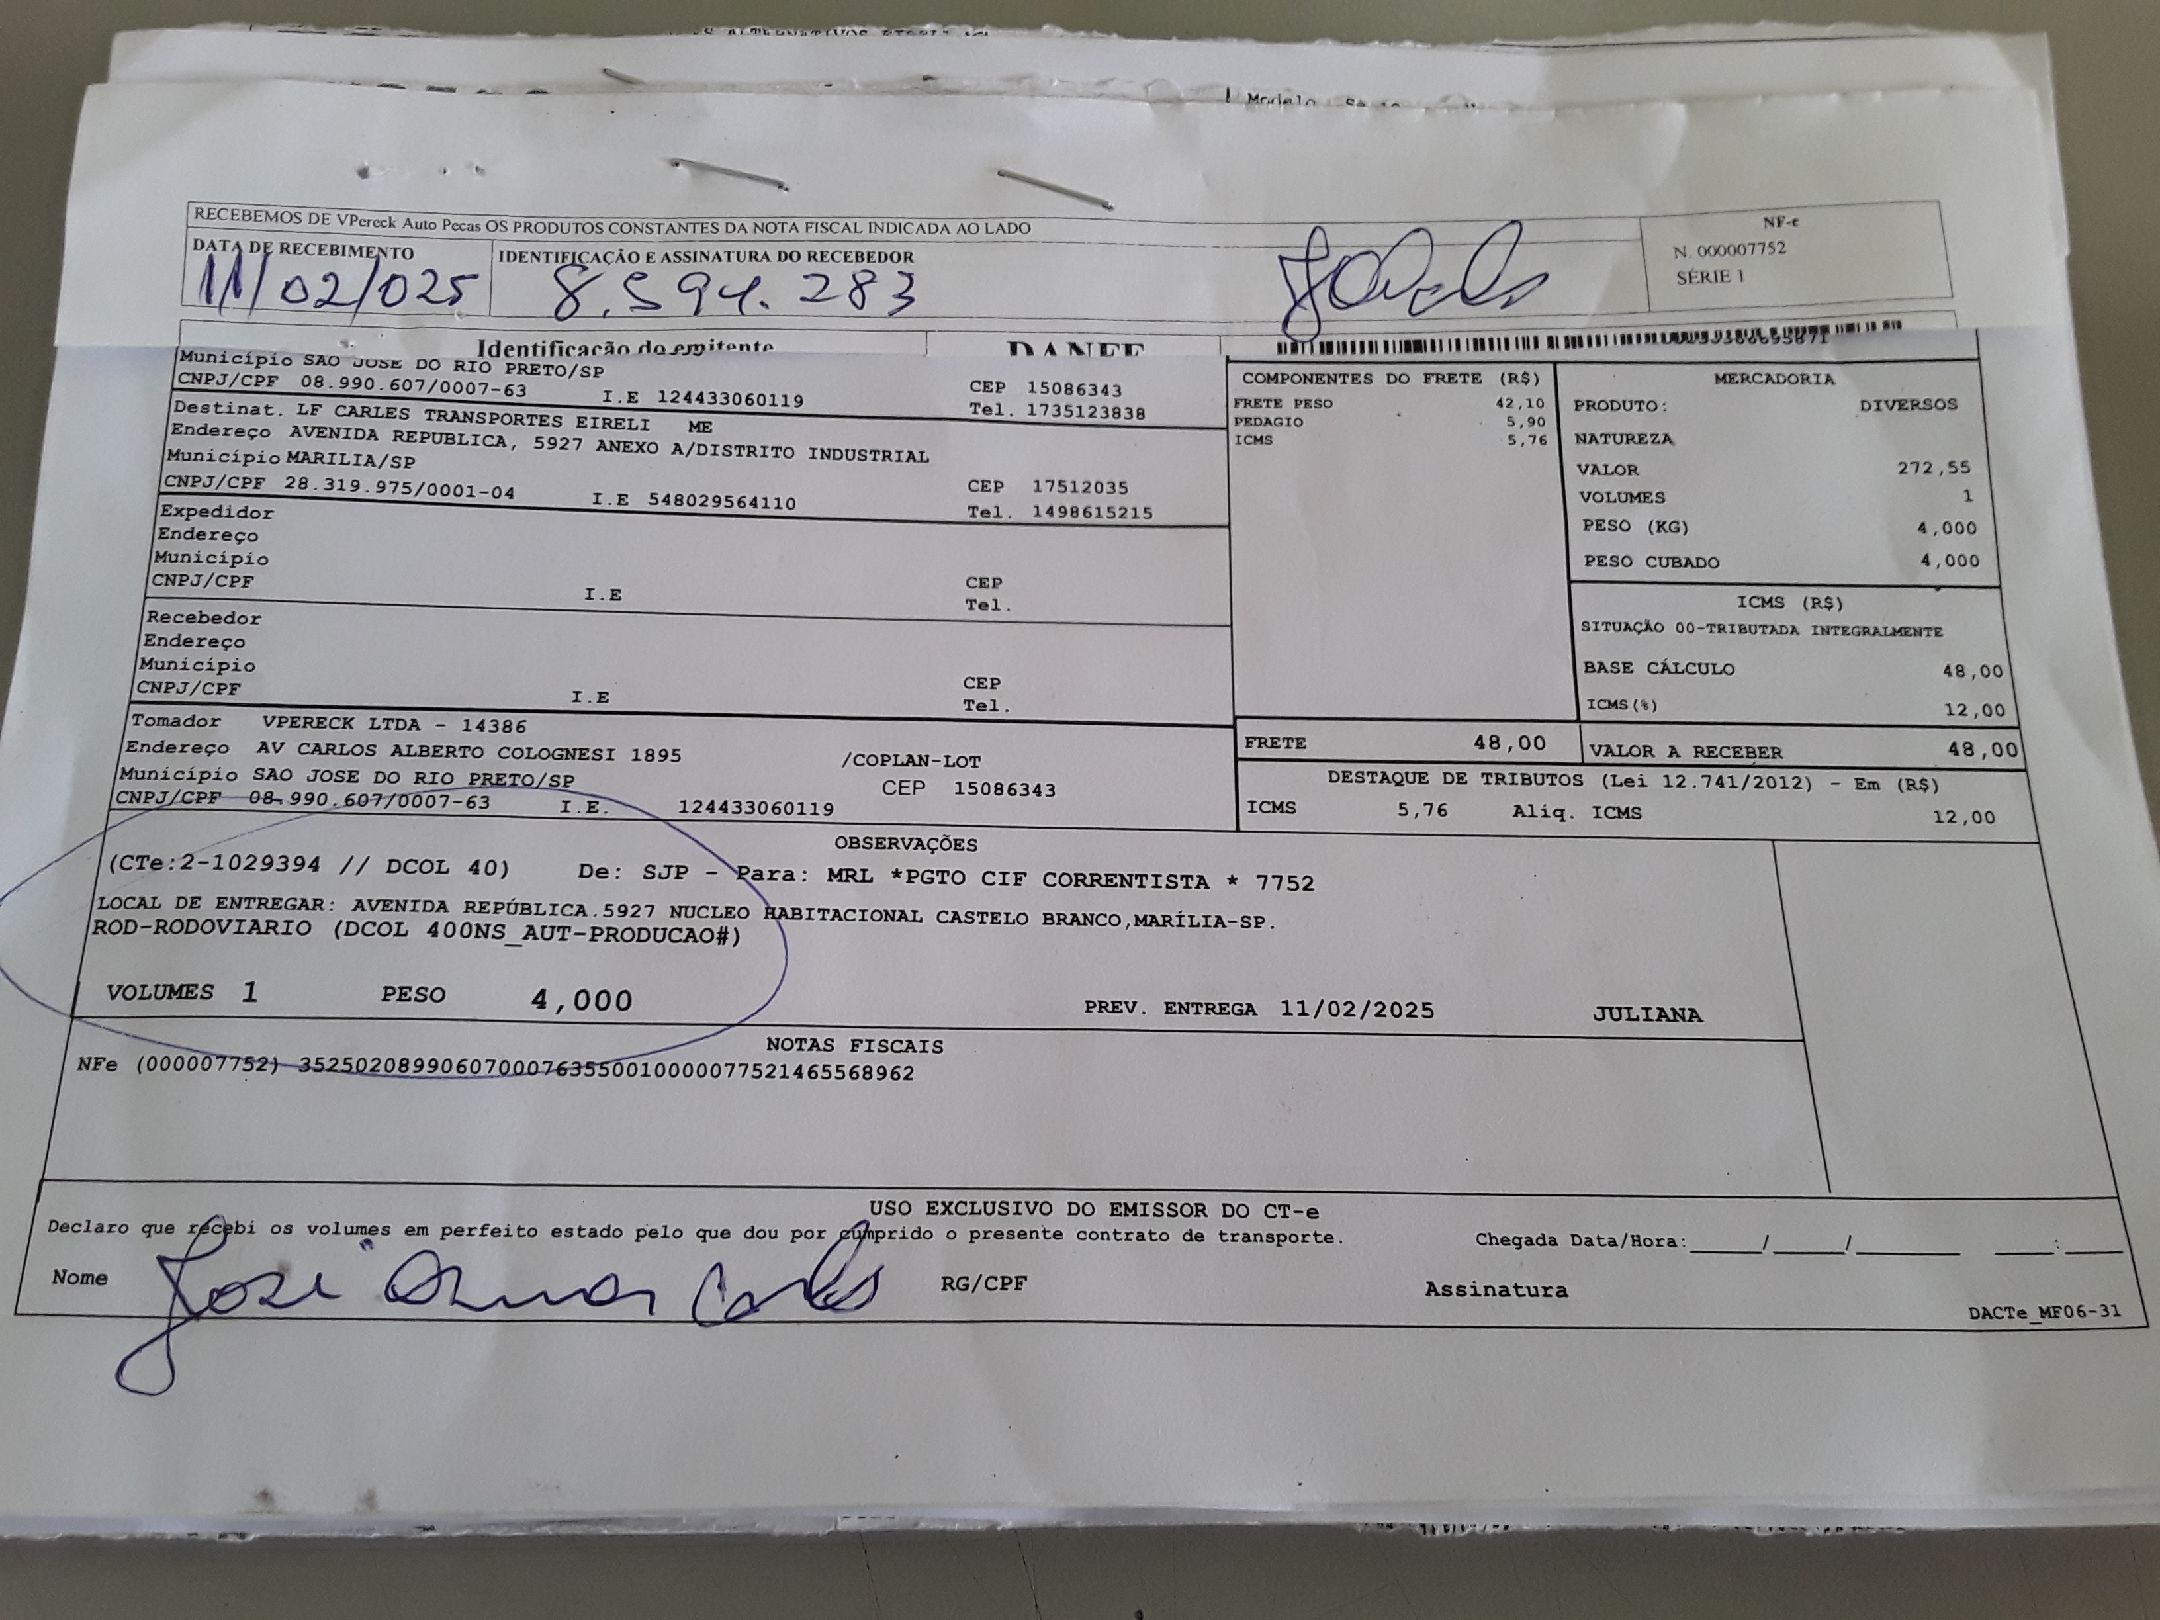 RECEBEMOS DE VPereck Auto Pecas OS PRODUTOS CONSTANTES DA NOTA FISCAL INDICADA AO LADO
DATA DE RECEBIMENTO
11/02/025
IDENTIFICAÇÃO E ASSINATURA DO RECEBEDOR
8.594.283
NF-e
N. 000007752
SÉRIE 1
Identificação do emitente
DANFE
Município SAO JOSE DO RIO PRETO/SP
CNPJ/CPF 08.990.607/0007-63 I.E 124433060119
CEP 15086343
Tel. 1735123838
Destinat. LF CARLES TRANSPORTES EIRELI ME
Endereço AVENIDA REPUBLICA, 5927 ANEXO A/DISTRITO INDUSTRIAL
Município MARILIA/SP
CNPJ/CPF 28.319.975/0001-04 I.E 548029564110
CEP 17512035
Tel. 1498615215
Expedidor
Endereço
Município
CNPJ/CPF I.E
CEP
Tel.
Recebedor
Endereço
Município
CNPJ/CPF I.E
CEP
Tel.
Tomador VPERECK LTDA - 14386
Endereço AV CARLOS ALBERTO COLOGNESI 1895 /COPLAN-LOT
Município SAO JOSE DO RIO PRETO/SP CEP 15086343
CNPJ/CPF 08.990.607/0007-63 I.E. 124433060119
COMPONENTES DO FRETE (R$)
FRETE PESO 42,10
PEDAGIO 5,90
ICMS 5,76
MERCADORIA
PRODUTO: DIVERSOS
NATUREZA
VALOR 272,55
VOLUMES 1
PESO (KG) 4,000
PESO CUBADO 4,000
ICMS (R$)
SITUAÇÃO 00-TRIBUTADA INTEGRALMENTE
BASE CÁLCULO 48,00
ICMS(%) 12,00
FRETE 48,00
VALOR A RECEBER 48,00
DESTAQUE DE TRIBUTOS (Lei 12.741/2012) - Em (R$)
ICMS 5,76 Aliq. ICMS 12,00
OBSERVAÇÕES
(CTe:2-1029394 // DCOL 40) De: SJP - Para: MRL *PGTO CIF CORRENTISTA * 7752
LOCAL DE ENTREGAR: AVENIDA REPÚBLICA.5927 NUCLEO HABITACIONAL CASTELO BRANCO,MARÍLIA-SP.
ROD-RODOVIARIO (DCOL 400NS_AUT-PRODUCAO#)
VOLUMES 1 PESO 4,000
PREV. ENTREGA 11/02/2025 JULIANA
NOTAS FISCAIS
NFe (000007752) 35250208990607000763550010000077521465568962
USO EXCLUSIVO DO EMISSOR DO CT-e
Declaro que recebi os volumes em perfeito estado pelo que dou por cumprido o presente contrato de transporte.
Chegada Data/Hora:_____/_____/_______ ____:____
Nome José Carles RG/CPF Assinatura
DACTe_MF06-31